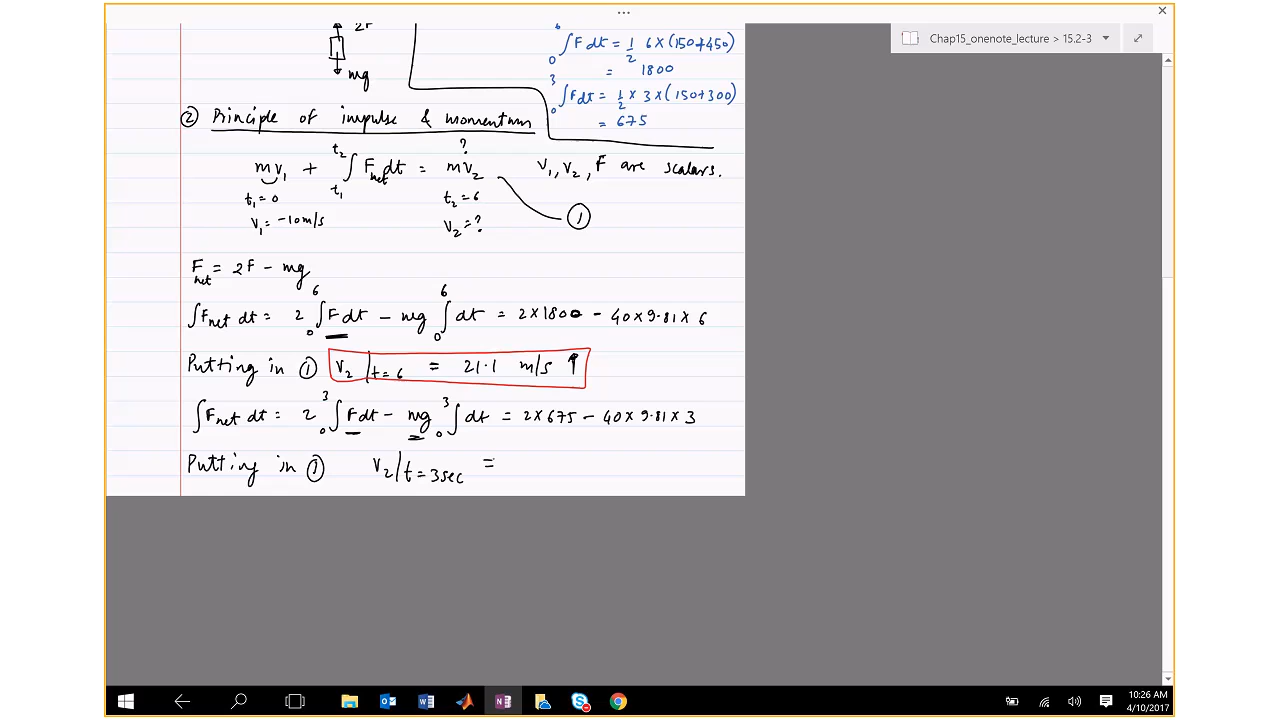 Chap15_onenote_lecture > 15.2-3
2F
mg
6
∫ F dt = 1/2 6 × (150+450)
0
= 1800
3
∫ F dt = 1/2 × 3 × (150+300)
0
= 675
② Principle of impulse & momentum
mv₁ + ∫ F_net dt = mv₂
t₂
t₁
?
v₁, v₂, F are scalars.
t₁ = 0
t₂ = 6
v₁ = -10 m/s
v₂ = ?
①
F_net = 2F - mg
∫F_net dt = 2 ₀∫⁶ F dt - mg ₀∫⁶ dt = 2×1800 - 40×9.81×6
Putting in ① v₂|t=6 = 21.1 m/s ↑
∫F_net dt = 2 ₀∫³ F dt - mg ₀∫³ dt = 2×675 - 40×9.81×3
Putting in ① v₂|t=3sec =
10:26 AM
4/10/2017